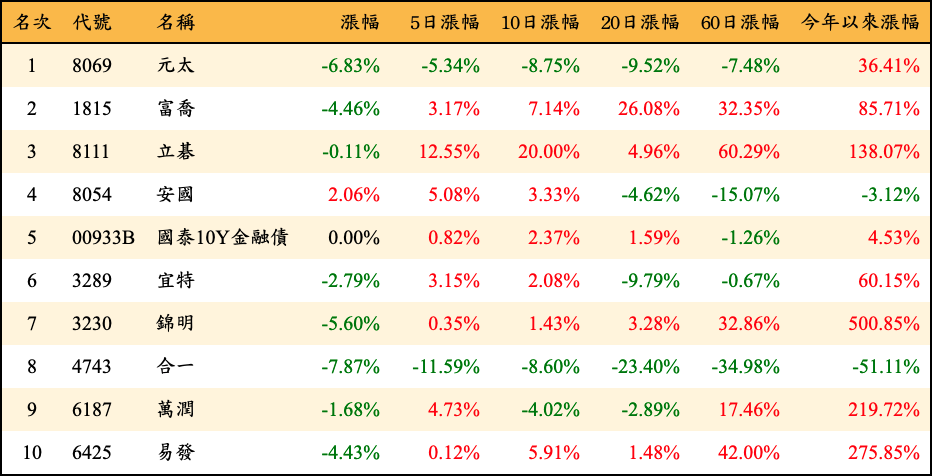 名次 代號 名稱 漲幅 5日漲幅 10日漲幅 20日漲幅 60日漲幅 今年以來漲幅
1 8069 元太 -6.83% -5.34% -8.75% -9.52% -7.48% 36.41%
2 1815 富喬 -4.46% 3.17% 7.14% 26.08% 32.35% 85.71%
3 8111 立碁 -0.11% 12.55% 20.00% 4.96% 60.29% 138.07%
4 8054 安國 2.06% 5.08% 3.33% -4.62% -15.07% -3.12%
5 00933B 國泰10Y金融債 0.00% 0.82% 2.37% 1.59% -1.26% 4.53%
6 3289 宜特 -2.79% 3.15% 2.08% -9.79% -0.67% 60.15%
7 3230 錦明 -5.60% 0.35% 1.43% 3.28% 32.86% 500.85%
8 4743 合一 -7.87% -11.59% -8.60% -23.40% -34.98% -51.11%
9 6187 萬潤 -1.68% 4.73% -4.02% -2.89% 17.46% 219.72%
10 6425 易發 -4.43% 0.12% 5.91% 1.48% 42.00% 275.85%